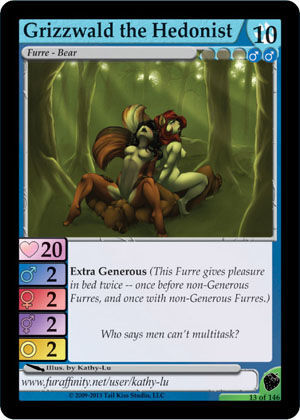 Grizzwald the Hedonist 10
Furre - Bear
20
2
2
2
2
Extra Generous (This Furre gives pleasure
in bed twice -- once before non-Generous
Furres, and once with non-Generous Furres.)
Who says men can't multitask?
Illus. by Kathy-Lu
www.furaffinity.net/user/kathy-lu
© 2009-2013 Tail Kiss Studio, LLC
13 of 146